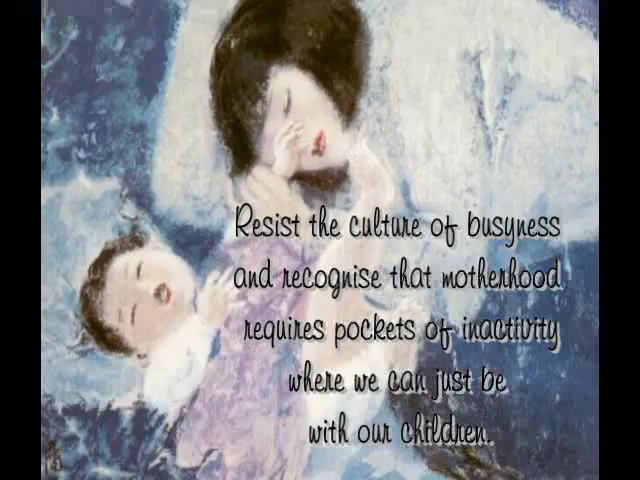 Resist the culture of busyness
and recognise that motherhood
requires pockets of inactivity
where we can just be
with our children.